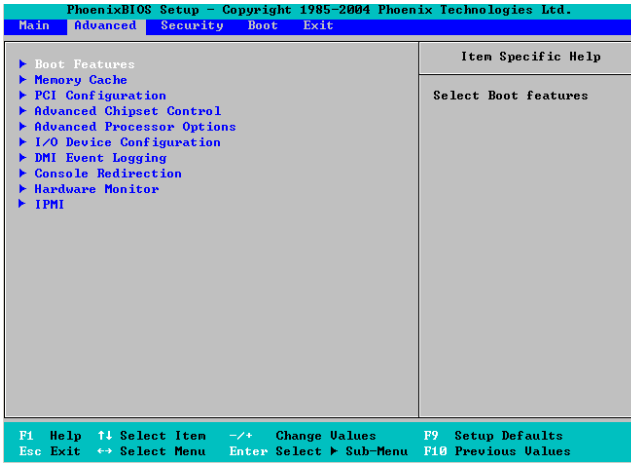 PhoenixBIOS Setup - Copyright 1985-2004 Phoenix Technologies Ltd.
Main Advanced Security Boot Exit
Item Specific Help
▶ Boot Features
▶ Memory Cache
▶ PCI Configuration
▶ Advanced Chipset Control
▶ Advanced Processor Options
▶ I/O Device Configuration
▶ DMI Event Logging
▶ Console Redirection
▶ Hardware Monitor
▶ IPMI
Select Boot features
F1 Help ↑↓ Select Item -/+ Change Values F9 Setup Defaults
Esc Exit ↔ Select Menu Enter Select ▶ Sub-Menu F10 Previous Values